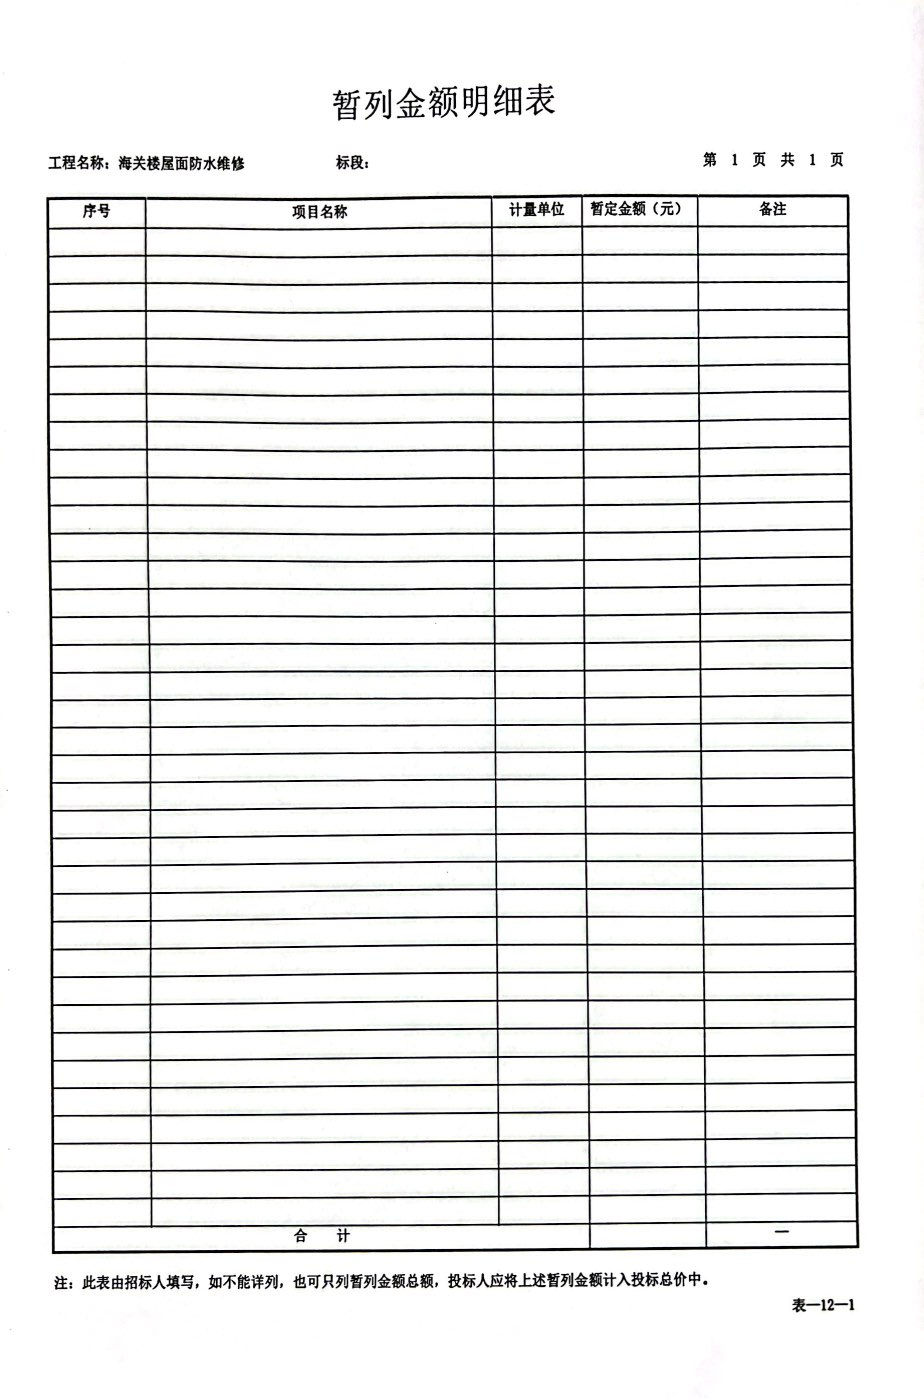 暂列金额明细表
工程名称：海关楼屋面防水维修 标段： 第 1 页 共 1 页
序号 项目名称 计量单位 暂定金额（元） 备注
合 计 —
注：此表由招标人填写，如不能详列，也可只列暂列金额总额，投标人应将上述暂列金额计入投标总价中。
表—12—1